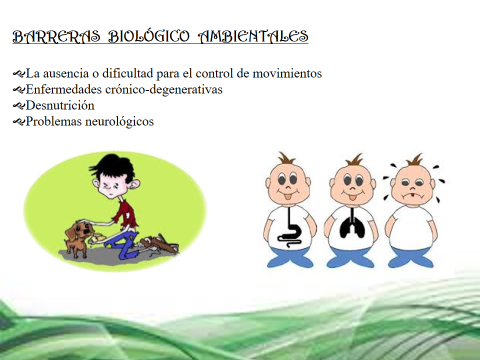 BARRERAS BIOLÓGICO AMBIENTALES
La ausencia o dificultad para el control de movimientos
Enfermedades crónico-degenerativas
Desnutrición
Problemas neurológicos